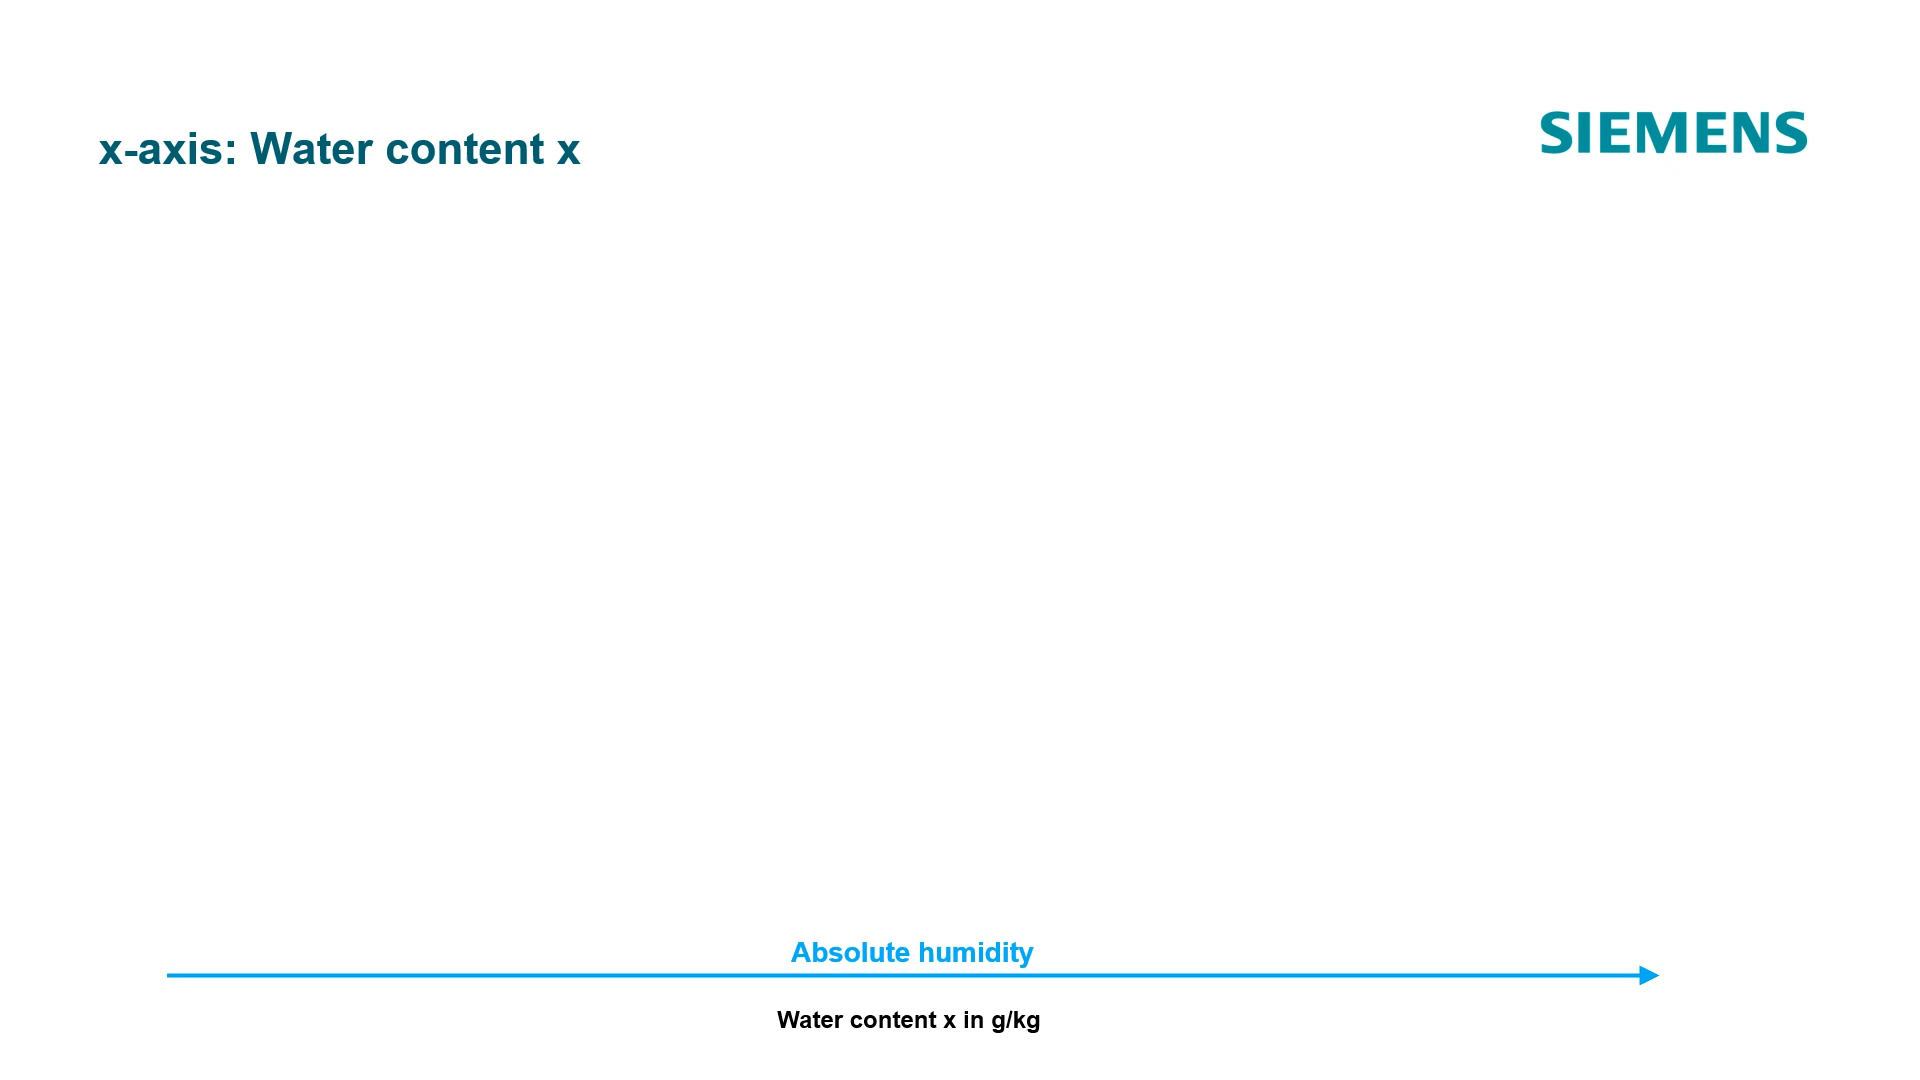 SIEMENS
x-axis: Water content x
Absolute humidity
Water content x in g/kg